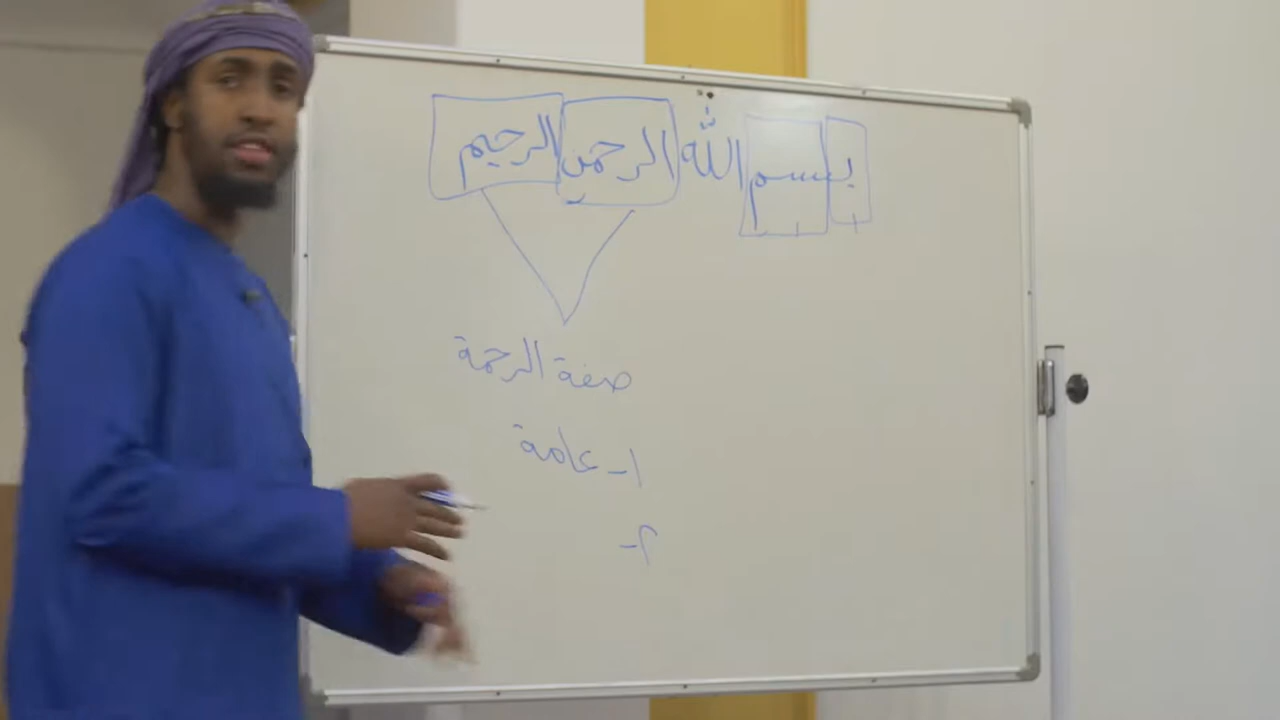 بسم الله الرحمن الرحيم
صفة الرحمة
١- عامة
٢-